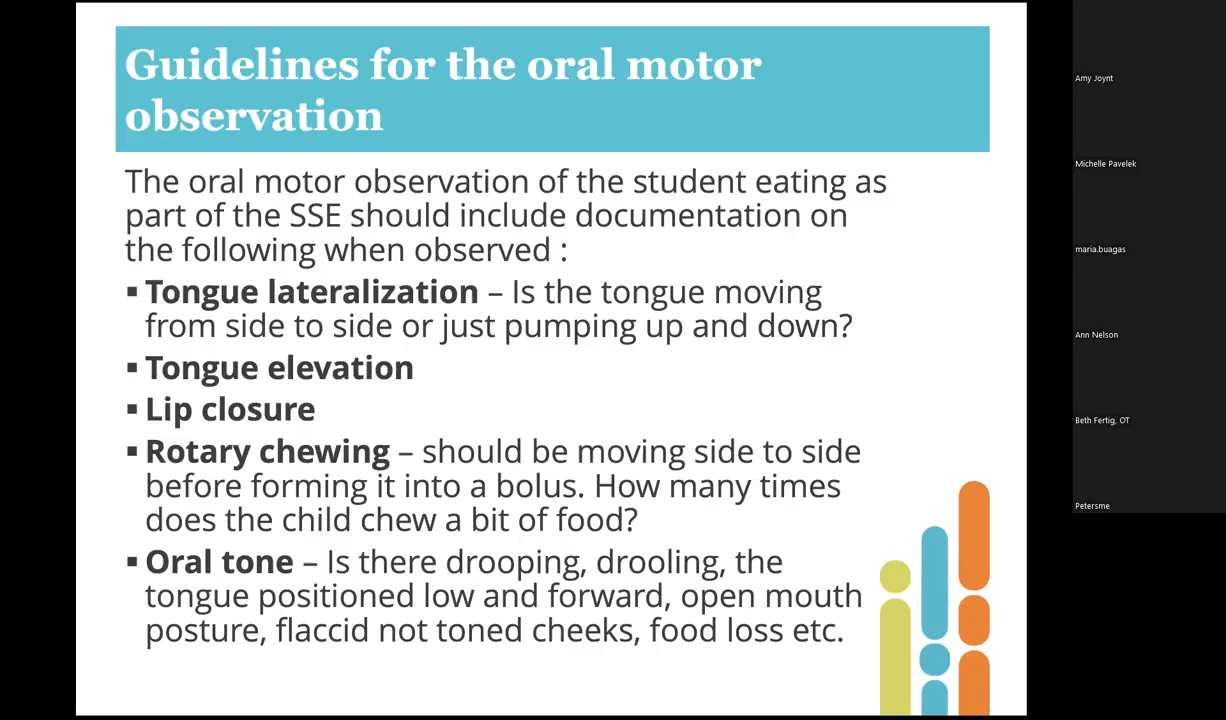 Guidelines for the oral motor
observation
The oral motor observation of the student eating as
part of the SSE should include documentation on
the following when observed :
▪ Tongue lateralization – Is the tongue moving
from side to side or just pumping up and down?
▪ Tongue elevation
▪ Lip closure
▪ Rotary chewing – should be moving side to side
before forming it into a bolus. How many times
does the child chew a bit of food?
▪ Oral tone – Is there drooping, drooling, the
tongue positioned low and forward, open mouth
posture, flaccid not toned cheeks, food loss etc.
Amy Joynt
Michelle Pavelek
maria.buagas
Ann Nelson
Beth Fertig, OT
Petersme